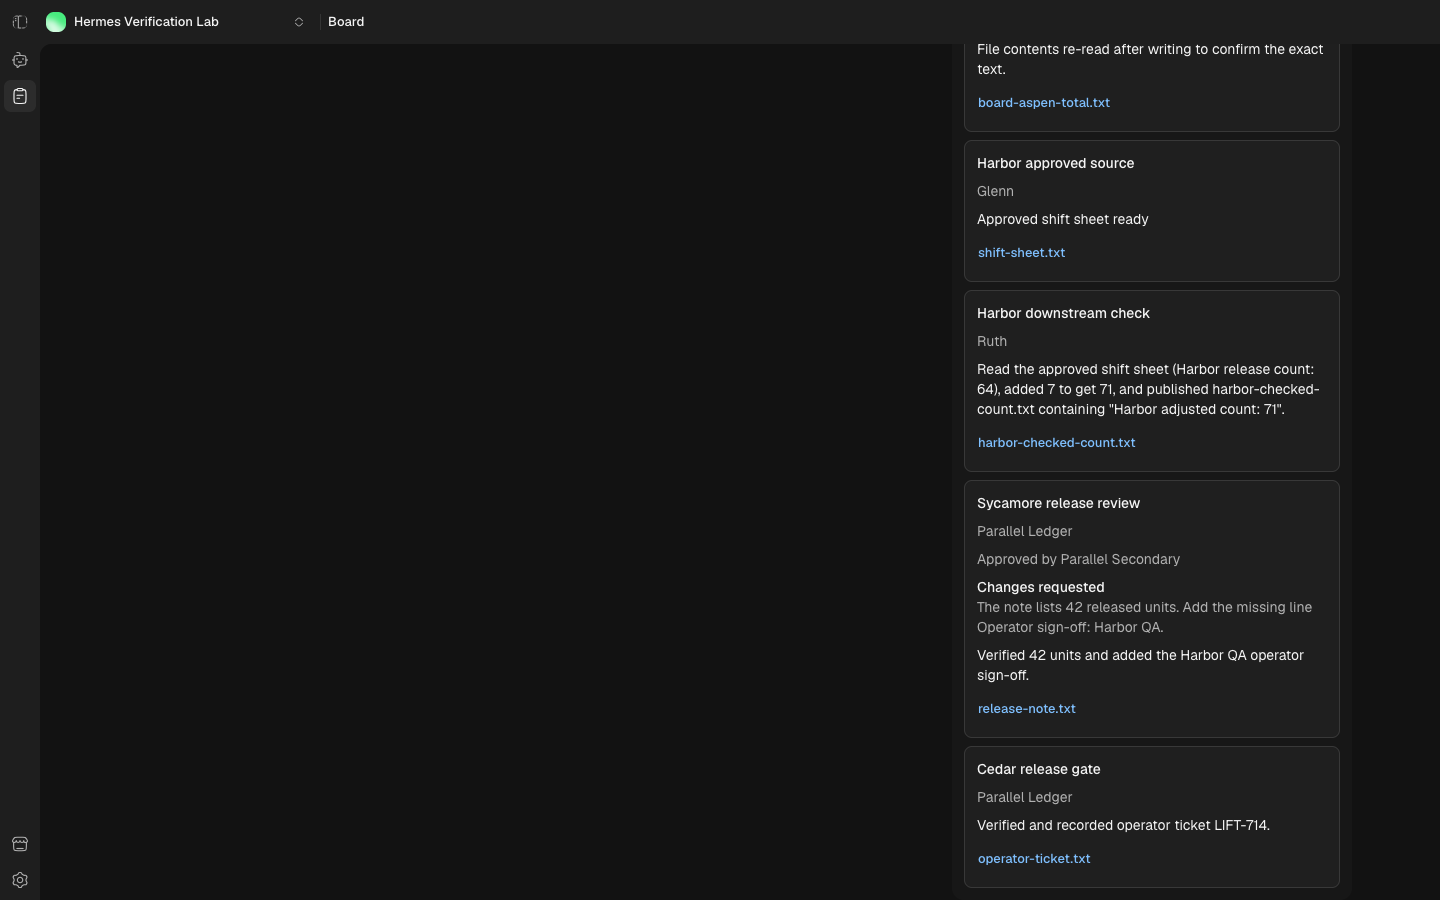 Hermes Verification Lab
Board
File contents re-read after writing to confirm the exact
text.
board-aspen-total.txt
Harbor approved source
Glenn
Approved shift sheet ready
shift-sheet.txt
Harbor downstream check
Ruth
Read the approved shift sheet (Harbor release count:
64), added 7 to get 71, and published harbor-checked-
count.txt containing "Harbor adjusted count: 71".
harbor-checked-count.txt
Sycamore release review
Parallel Ledger
Approved by Parallel Secondary
Changes requested
The note lists 42 released units. Add the missing line
Operator sign-off: Harbor QA.
Verified 42 units and added the Harbor QA operator
sign-off.
release-note.txt
Cedar release gate
Parallel Ledger
Verified and recorded operator ticket LIFT-714.
operator-ticket.txt